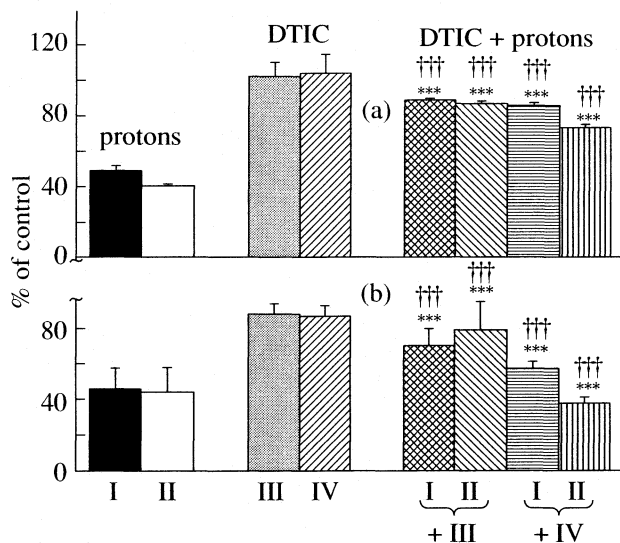 % of control
120
80
40
0
80
40
0
protons
DTIC
DTIC + protons
(a)
††† ††† ††† †††
*** *** *** ***
(b)
††† ††† ††† †††
*** *** *** ***
I II III IV I II I II
+ III + IV